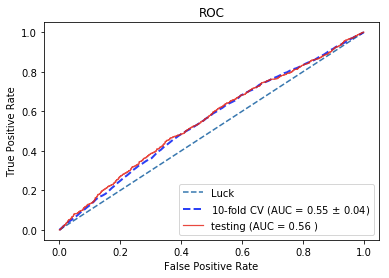 ROC
True Positive Rate
1.0
0.8
0.6
0.4
0.2
0.0
Luck
10-fold CV (AUC = 0.55 ± 0.04)
testing (AUC = 0.56 )
0.0 0.2 0.4 0.6 0.8 1.0
False Positive Rate